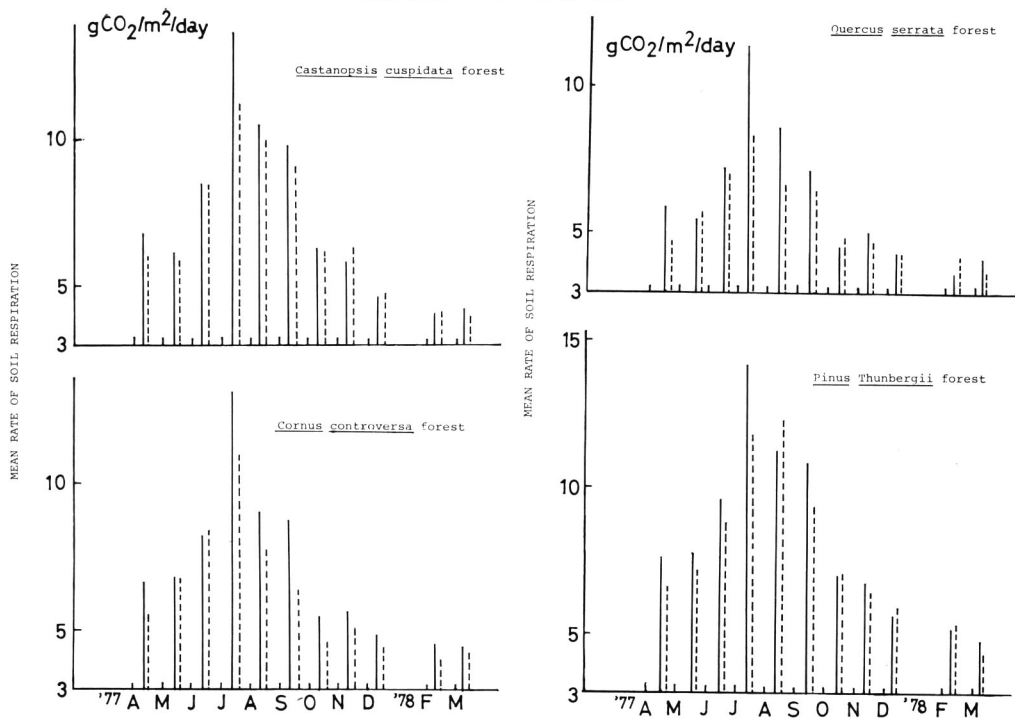 gCO₂/m²/day
Castanopsis cuspidata forest
10
5
3
MEAN RATE OF SOIL RESPIRATION
Cornus controversa forest
10
5
3
'77 A M J J A S O N D '78 F M
gCO₂/m²/day
Quercus serrata forest
10
5
3
MEAN RATE OF SOIL RESPIRATION
15
Pinus Thunbergii forest
10
5
3
'77 A M J J A S O N D '78 F M